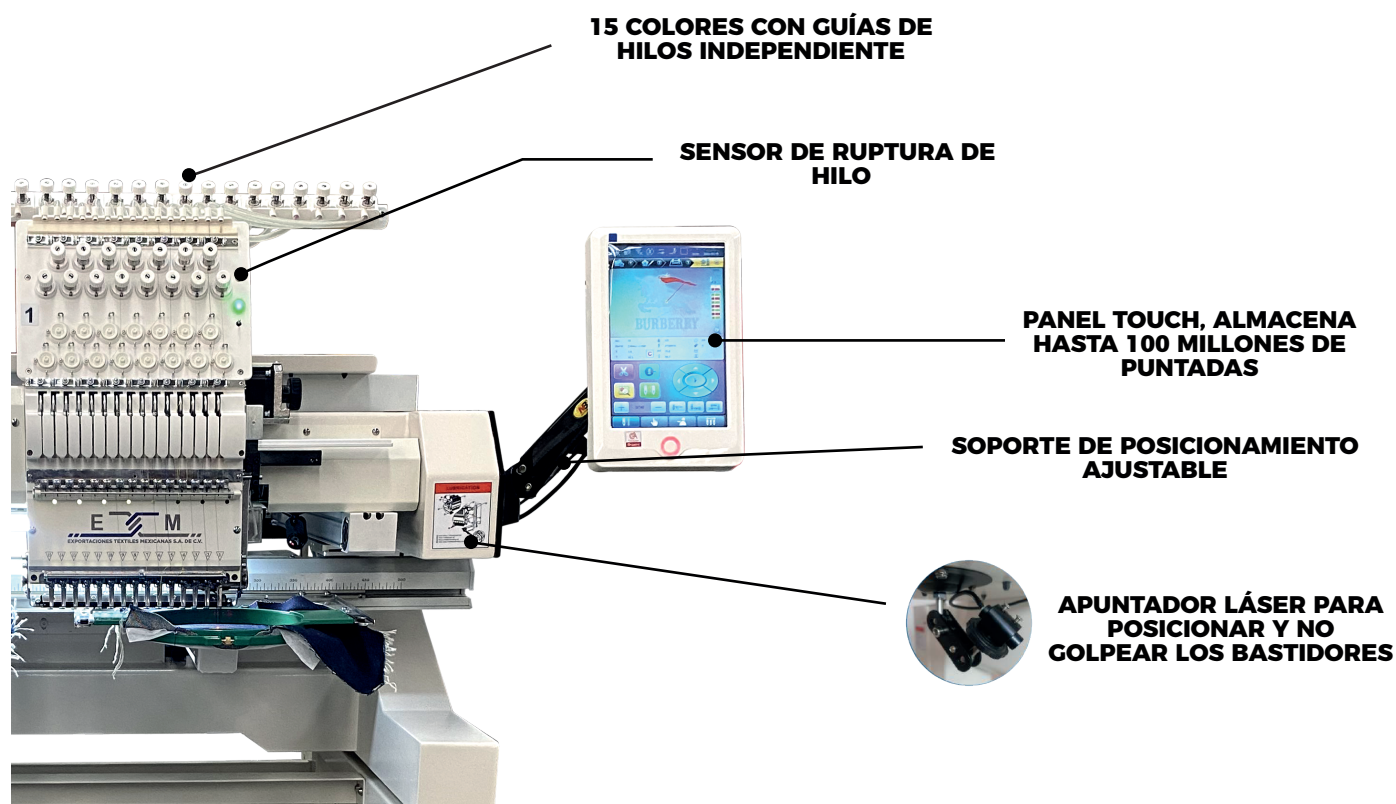 15 COLORES CON GUÍAS DE
HILOS INDEPENDIENTE
SENSOR DE RUPTURA DE
HILO
1
BURBERRY
PANEL TOUCH, ALMACENA
HASTA 100 MILLONES DE
PUNTADAS
SOPORTE DE POSICIONAMIENTO
AJUSTABLE
E M
EXPORTACIONES TEXTILES MEXICANAS S.A. DE C.V.
APUNTADOR LÁSER PARA
POSICIONAR Y NO
GOLPEAR LOS BASTIDORES